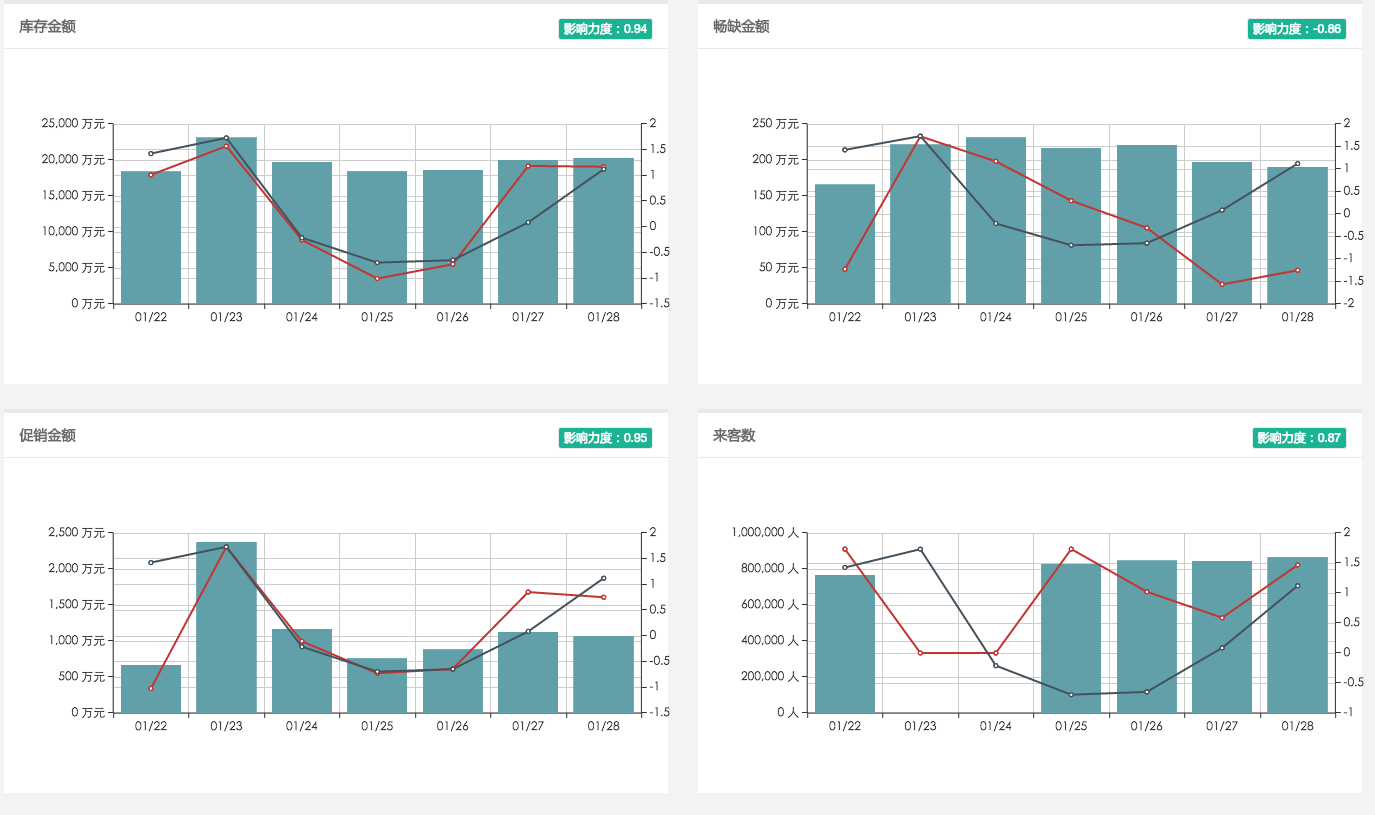 库存金额 影响力度：0.94
25,000 万元 2
20,000 万元 1.5
15,000 万元 1
10,000 万元 0.5
5,000 万元 0
0 万元 -0.5
-1
-1.5
01/22 01/23 01/24 01/25 01/26 01/27 01/28
畅缺金额 影响力度：-0.86
250 万元 2
200 万元 1.5
150 万元 1
100 万元 0.5
50 万元 0
0 万元 -0.5
-1
-1.5
-2
01/22 01/23 01/24 01/25 01/26 01/27 01/28
促销金额 影响力度：0.95
2,500 万元 2
2,000 万元 1.5
1,500 万元 1
1,000 万元 0.5
500 万元 0
0 万元 -0.5
-1
-1.5
01/22 01/23 01/24 01/25 01/26 01/27 01/28
来客数 影响力度：0.87
1,000,000 人 2
800,000 人 1.5
600,000 人 1
400,000 人 0.5
200,000 人 0
0 人 -0.5
-1
01/22 01/23 01/24 01/25 01/26 01/27 01/28